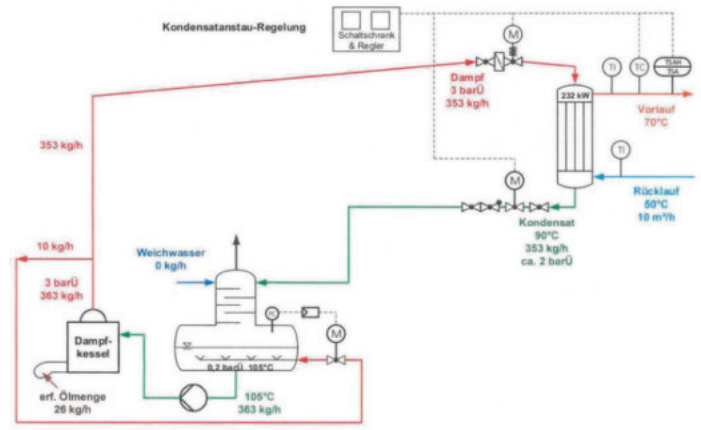 Kondensatanstau-Regelung
Schaltschrank
& Regler
M
Dampf
3 barÜ
353 kg/h
232 kW
TI
TC
TSAH
TSA
Vorlauf
70°C
353 kg/h
TI
M
Rücklauf
50°C
10 m³/h
Kondensat
90°C
353 kg/h
ca. 2 barÜ
10 kg/h
Weichwasser
0 kg/h
3 barÜ
363 kg/h
M
Dampf-
kessel
0,2 barÜ 105°C
erf. Ölmenge
26 kg/h
105°C
363 kg/h